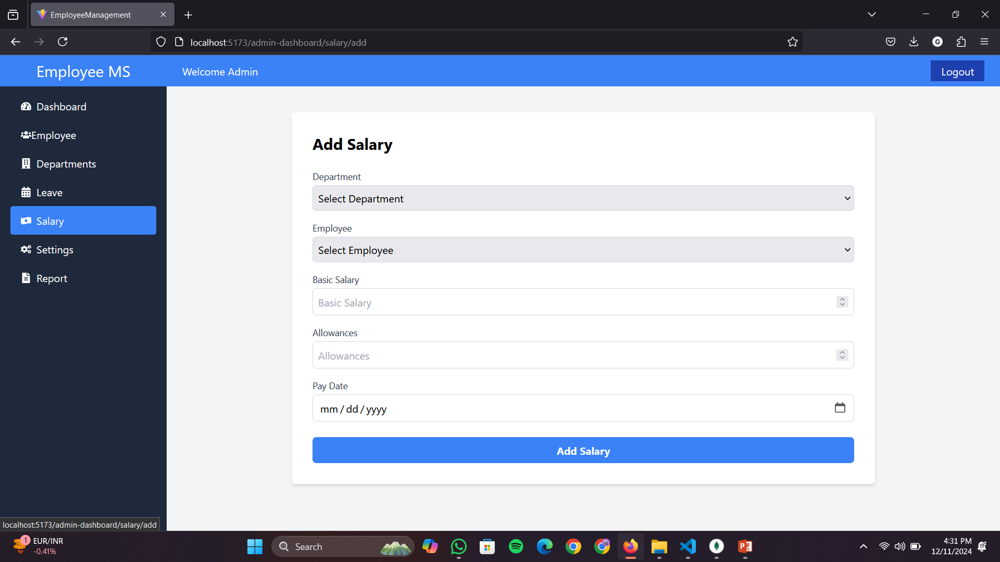 EmployeeManagement
localhost:5173/admin-dashboard/salary/add
Employee MS
Welcome Admin
Logout
Dashboard
Employee
Departments
Leave
Salary
Settings
Report
Add Salary
Department
Select Department
Employee
Select Employee
Basic Salary
Basic Salary
Allowances
Allowances
Pay Date
mm / dd / yyyy
Add Salary
localhost:5173/admin-dashboard/salary/add
1
EUR/INR
-0.41%
Search
4:31 PM
12/11/2024